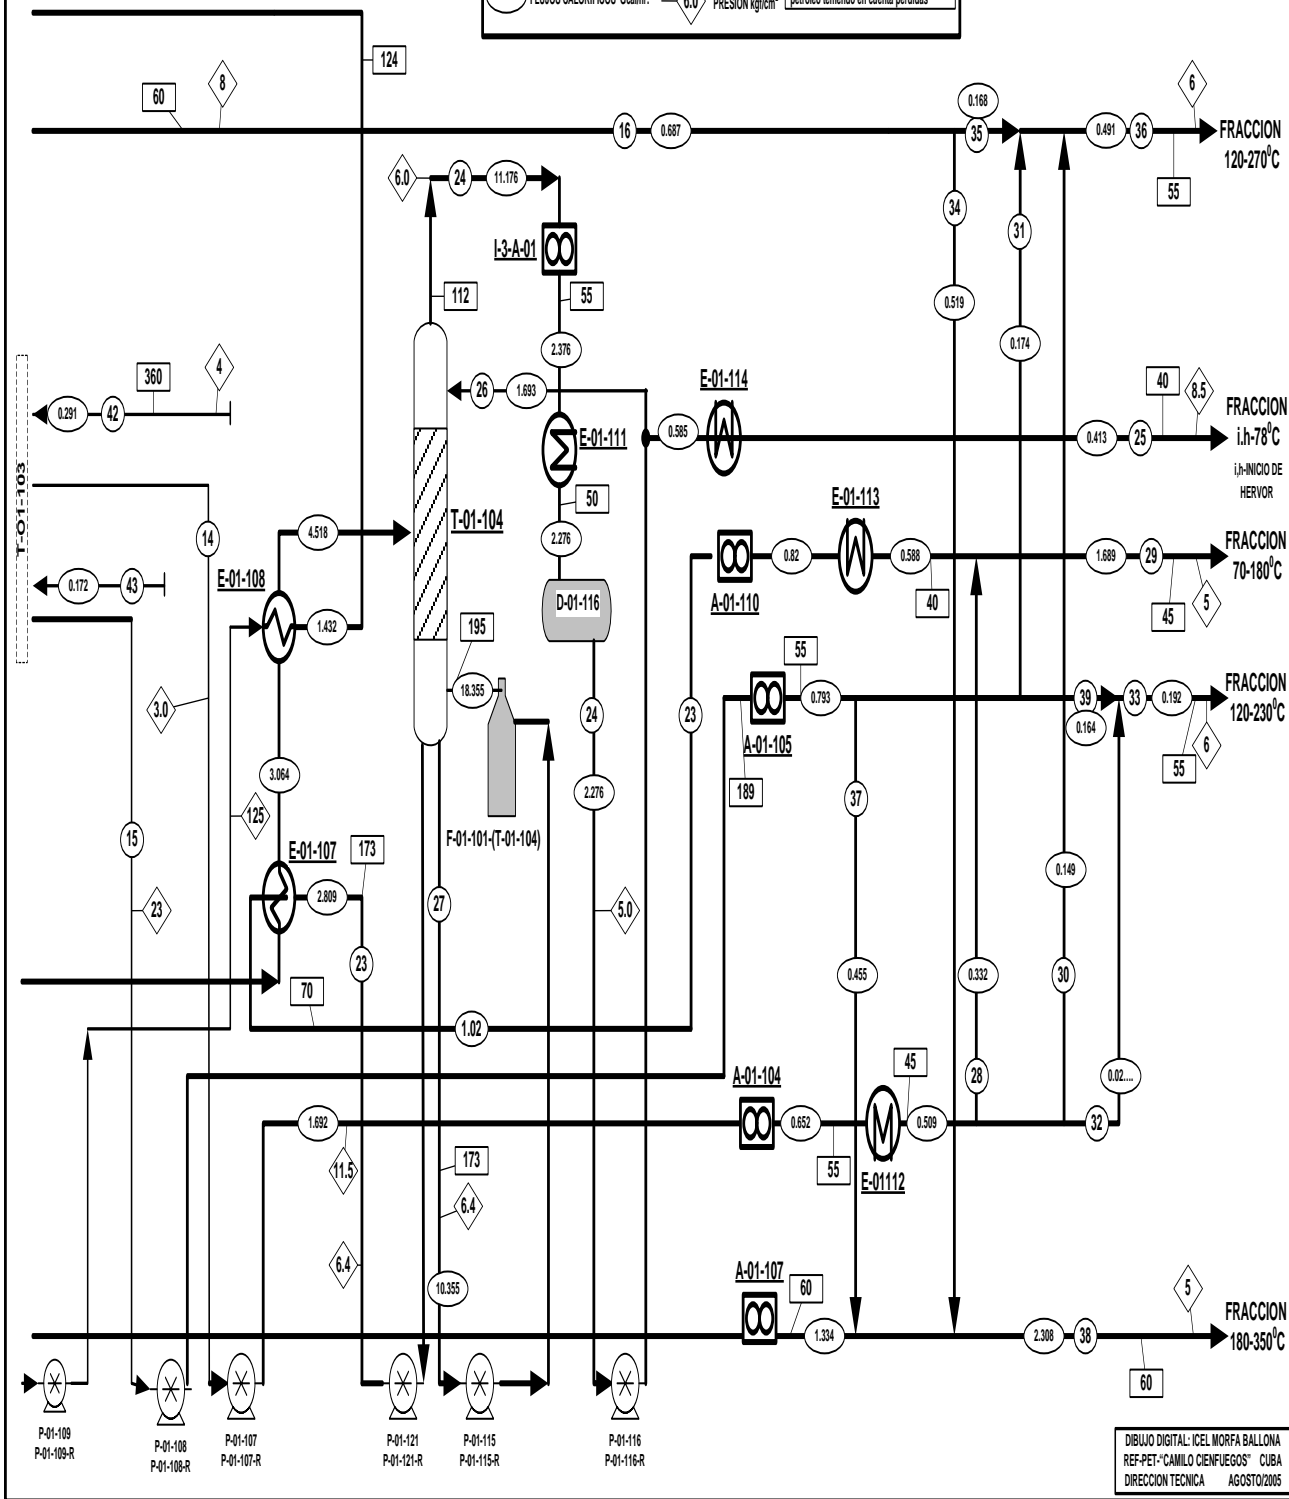 PRESION kgf/cm²
124
8
60
0.168
6
16
0.687
35
0.491
36
FRACCION
120-270⁰C
6.0
24
11.176
55
34
31
I-3-A-01
112
55
0.519
2.376
0.174
360
4
E-01-114
40
8.5
26
1.693
0.291
42
FRACCION
i.h-78⁰C
0.585
0.413
25
E-01-111
i,h-INICIO DE
HERVOR
T-O1-103
50
E-01-113
T-01-104
14
4.518
2.276
FRACCION
70-180⁰C
0.82
0.588
1.689
29
E-01-108
0.172
43
D-01-116
A-01-110
40
5
45
1.432
195
55
18.355
FRACCION
120-230⁰C
3.0
24
23
0.793
39
33
0.192
0.164
A-01-105
6
3.064
55
189
2.276
37
125
15
F-01-101-(T-01-104)
E-01-107
173
0.149
2.809
27
23
5.0
23
0.455
0.332
30
70
1.02
45
A-01-104
28
0.02....
1.692
0.652
0.509
32
11.5
173
55
E-01112
6.4
6.4
A-01-107
10.355
60
5
FRACCION
180-350⁰C
1.334
2.308
38
60
P-01-109
P-01-109-R
P-01-108
P-01-108-R
P-01-107
P-01-107-R
P-01-121
P-01-121-R
P-01-115
P-01-115-R
P-01-116
P-01-116-R
DIBUJO DIGITAL: ICEL MORFA BALLONA
REF-PET-"CAMILO CIENFUEGOS" CUBA
DIRECCION TECNICA AGOSTO/2005